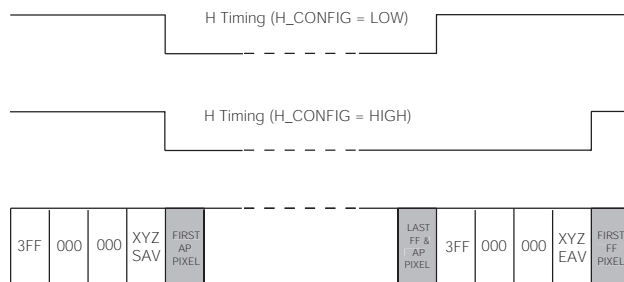 H Timing (H_CONFIG = LOW)
H Timing (H_CONFIG = HIGH)
3FF
000
000
XYZ
SAV
FIRST
AP
PIXEL
LAST
FF &
AP
PIXEL
3FF
000
000
XYZ
EAV
FIRST
FF
PIXEL